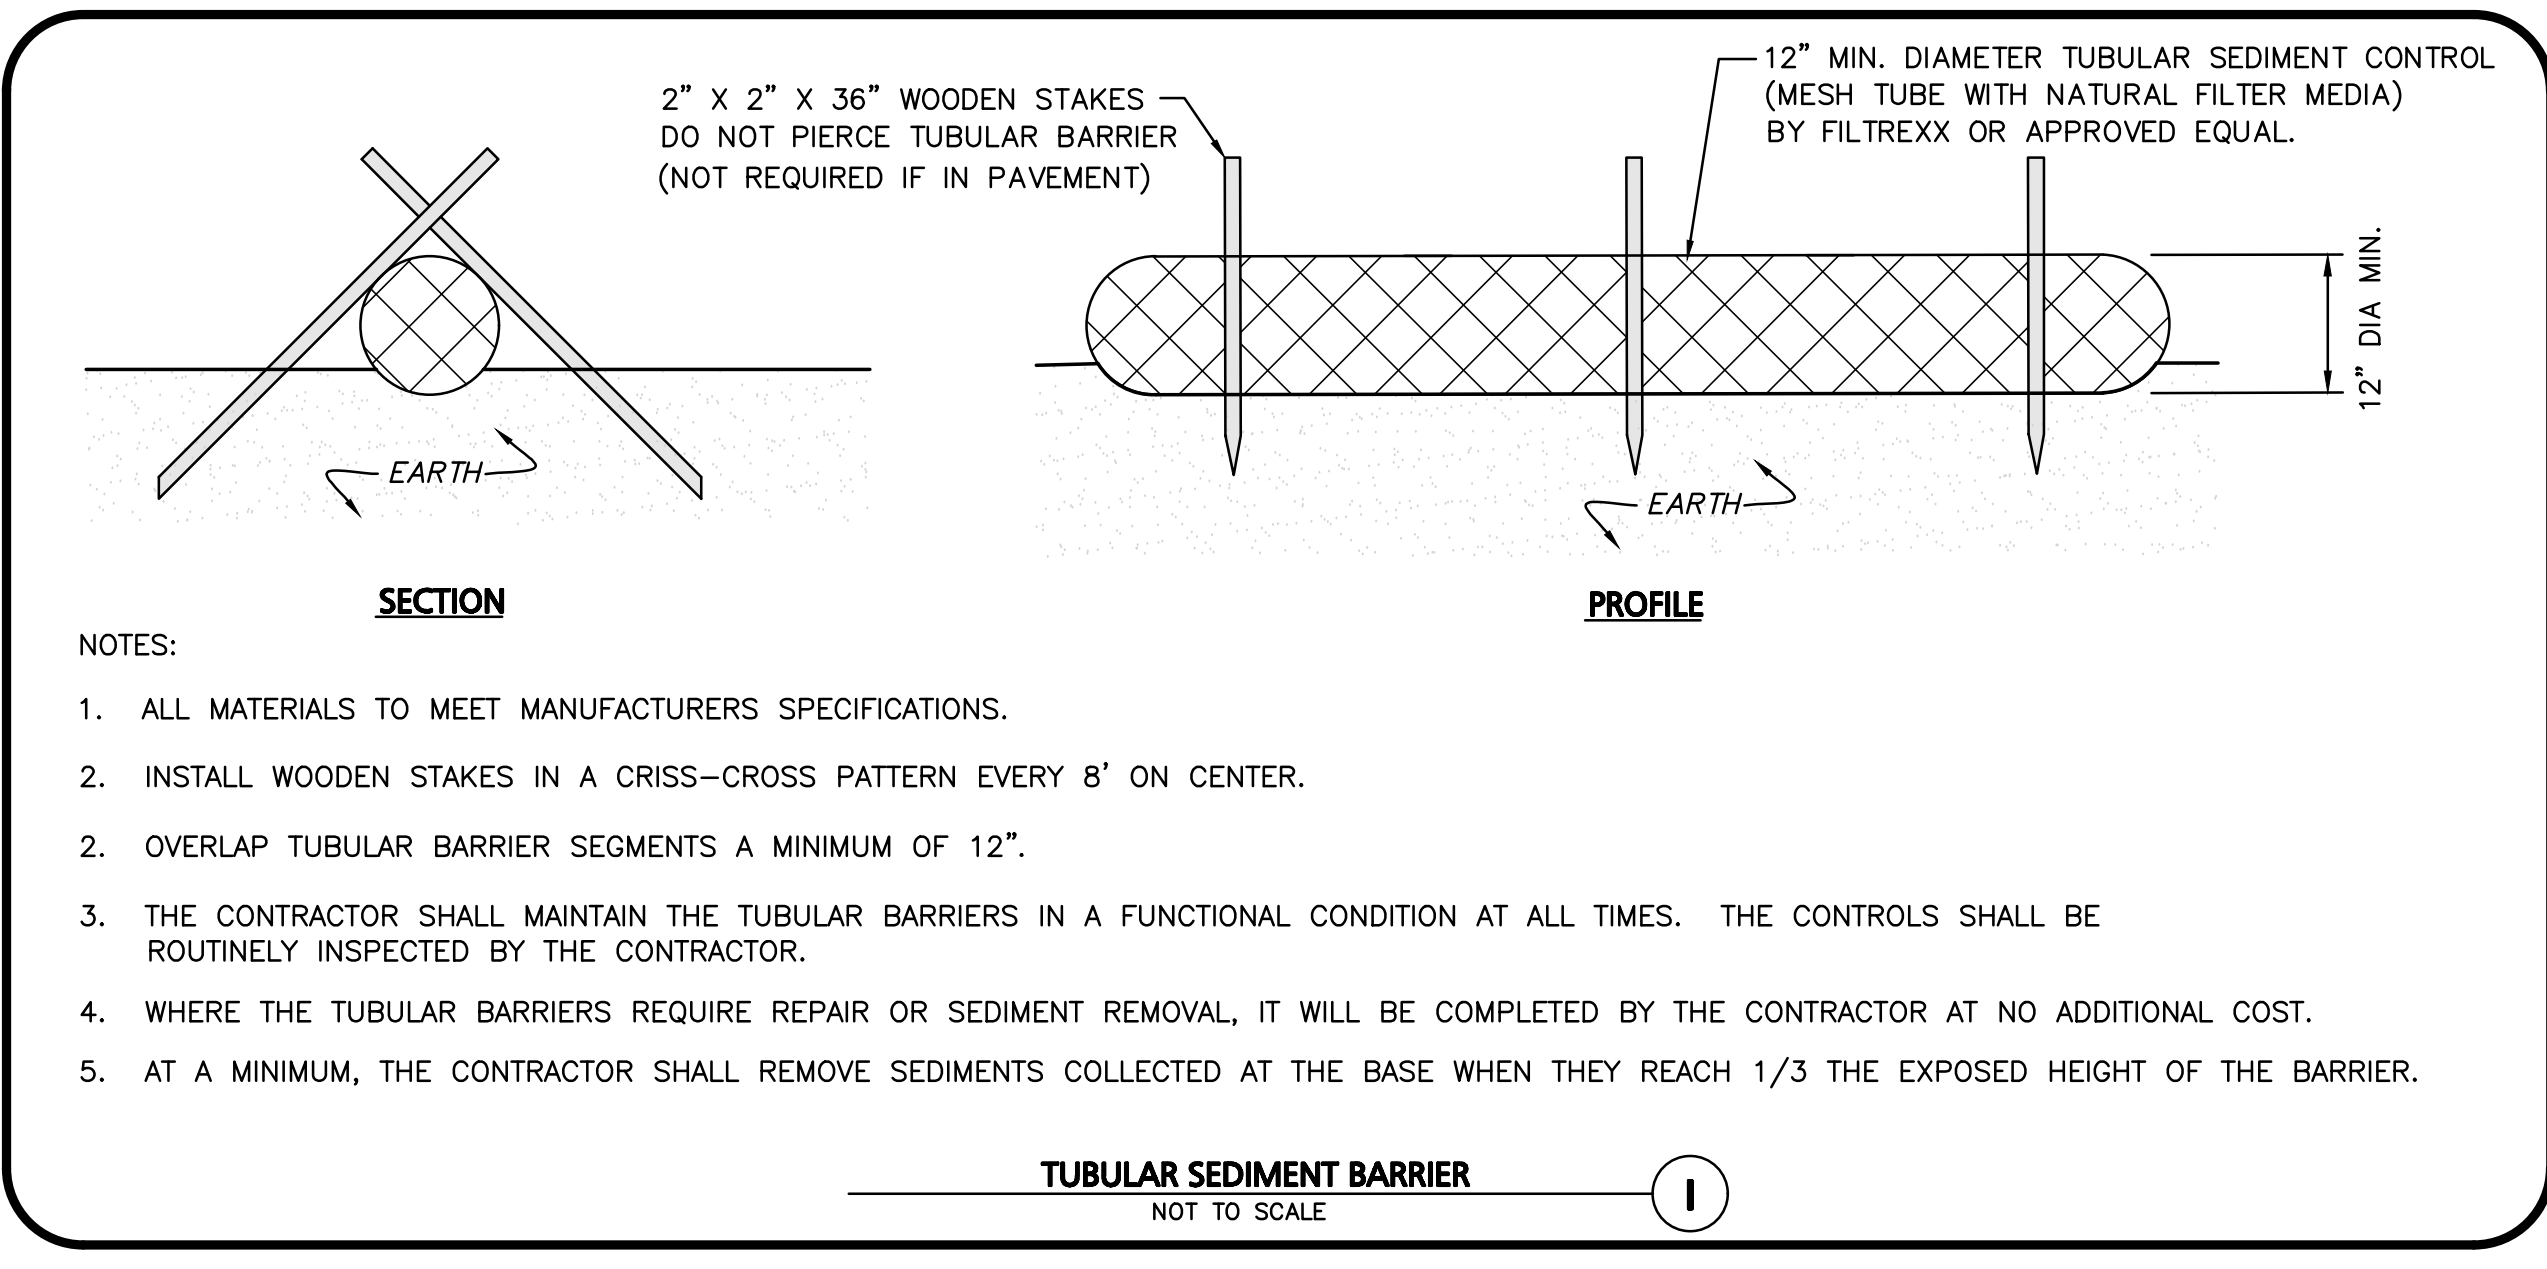 2” X 2” X 36” WOODEN STAKES
DO NOT PIERCE TUBULAR BARRIER
(NOT REQUIRED IF IN PAVEMENT)
12” MIN. DIAMETER TUBULAR SEDIMENT CONTROL
(MESH TUBE WITH NATURAL FILTER MEDIA)
BY FILTREXX OR APPROVED EQUAL.
12” DIA MIN.
EARTH
EARTH
SECTION
PROFILE
NOTES:
1. ALL MATERIALS TO MEET MANUFACTURERS SPECIFICATIONS.
2. INSTALL WOODEN STAKES IN A CRISS–CROSS PATTERN EVERY 8’ ON CENTER.
2. OVERLAP TUBULAR BARRIER SEGMENTS A MINIMUM OF 12”.
3. THE CONTRACTOR SHALL MAINTAIN THE TUBULAR BARRIERS IN A FUNCTIONAL CONDITION AT ALL TIMES. THE CONTROLS SHALL BE
ROUTINELY INSPECTED BY THE CONTRACTOR.
4. WHERE THE TUBULAR BARRIERS REQUIRE REPAIR OR SEDIMENT REMOVAL, IT WILL BE COMPLETED BY THE CONTRACTOR AT NO ADDITIONAL COST.
5. AT A MINIMUM, THE CONTRACTOR SHALL REMOVE SEDIMENTS COLLECTED AT THE BASE WHEN THEY REACH 1/3 THE EXPOSED HEIGHT OF THE BARRIER.
TUBULAR SEDIMENT BARRIER
NOT TO SCALE
1